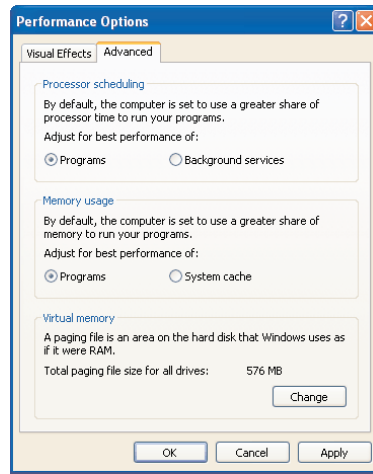 Performance Options
Visual Effects Advanced
Processor scheduling
By default, the computer is set to use a greater share of
processor time to run your programs.
Adjust for best performance of:
Programs Background services
Memory usage
By default, the computer is set to use a greater share of
memory to run your programs.
Adjust for best performance of:
Programs System cache
Virtual memory
A paging file is an area on the hard disk that Windows uses as
if it were RAM.
Total paging file size for all drives: 576 MB
Change
OK Cancel Apply